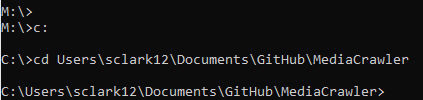 M:\>
M:\>c:
C:\>cd Users\sclark12\Documents\GitHub\MediaCrawler
C:\Users\sclark12\Documents\GitHub\MediaCrawler>